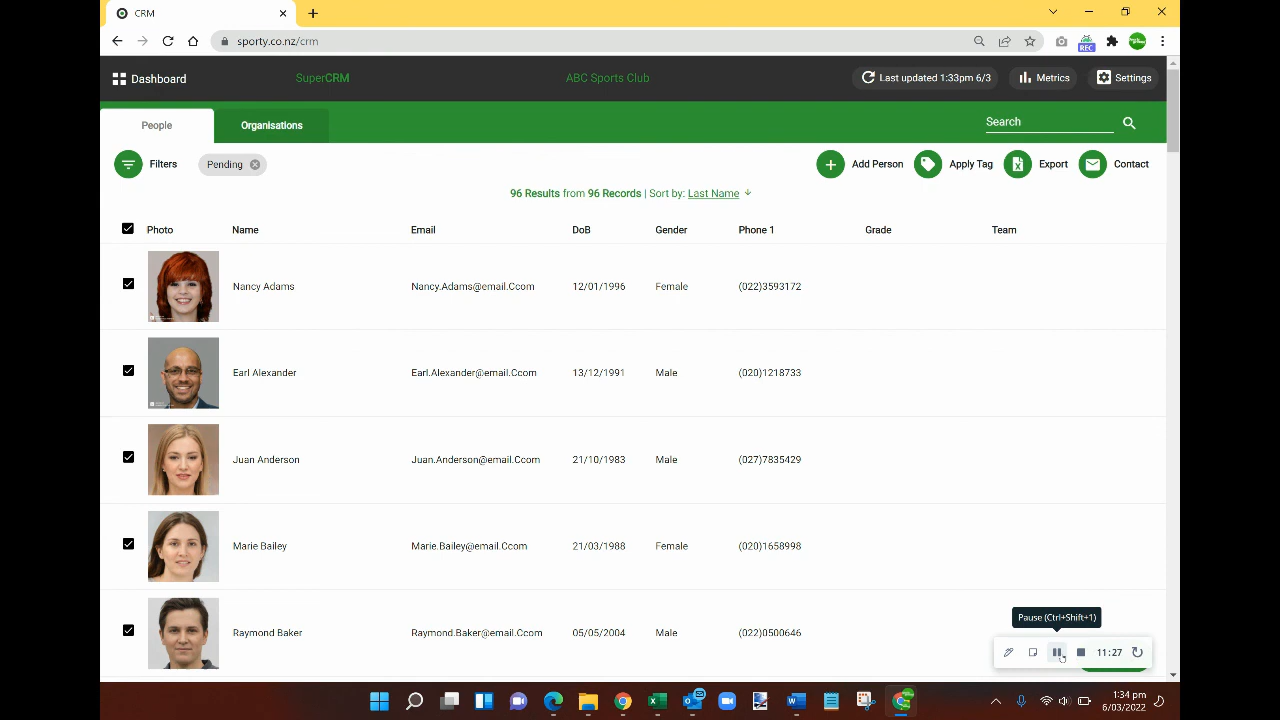 CRM
sporty.co.nz/crm
REC
Dashboard
SuperCRM
ABC Sports Club
Last updated 1:33pm 6/3
Metrics
Settings
People
Organisations
Search
Filters
Pending
Add Person
Apply Tag
Export
Contact
96 Results from 96 Records | Sort by: Last Name
Photo Name Email DoB Gender Phone 1 Grade Team
Nancy Adams Nancy.Adams@email.Ccom 12/01/1996 Female (022)3593172
Earl Alexander Earl.Alexander@email.Ccom 13/12/1991 Male (020)1218733
Juan Anderson Juan.Anderson@email.Ccom 21/10/1983 Male (027)7835429
Marie Bailey Marie.Bailey@email.Ccom 21/03/1988 Female (020)1658998
Raymond Baker Raymond.Baker@email.Ccom 05/05/2004 Male (022)0500646
Pause (Ctrl+Shift+1)
11:27
1:34 pm
6/03/2022